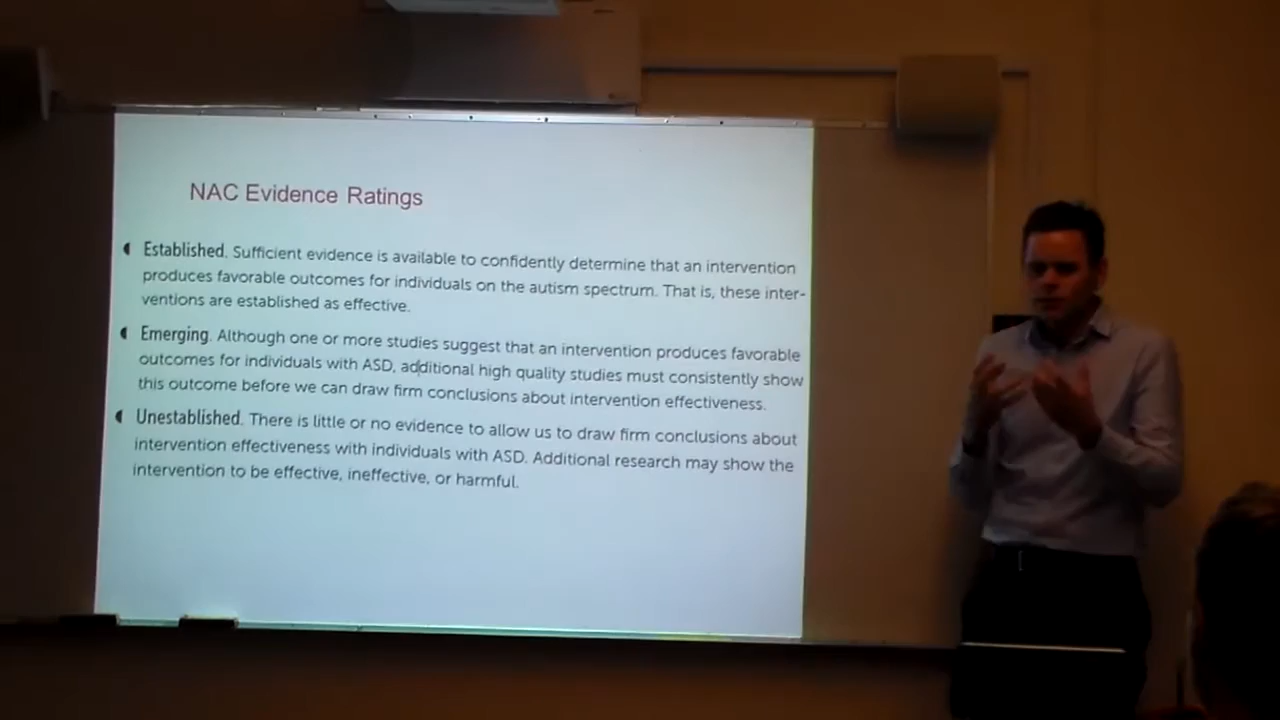 NAC Evidence Ratings
Established. Sufficient evidence is available to confidently determine that an intervention
produces favorable outcomes for individuals on the autism spectrum. That is, these inter-
ventions are established as effective.
Emerging. Although one or more studies suggest that an intervention produces favorable
outcomes for individuals with ASD, additional high quality studies must consistently show
this outcome before we can draw firm conclusions about intervention effectiveness.
Unestablished. There is little or no evidence to allow us to draw firm conclusions about
intervention effectiveness with individuals with ASD. Additional research may show the
intervention to be effective, ineffective, or harmful.